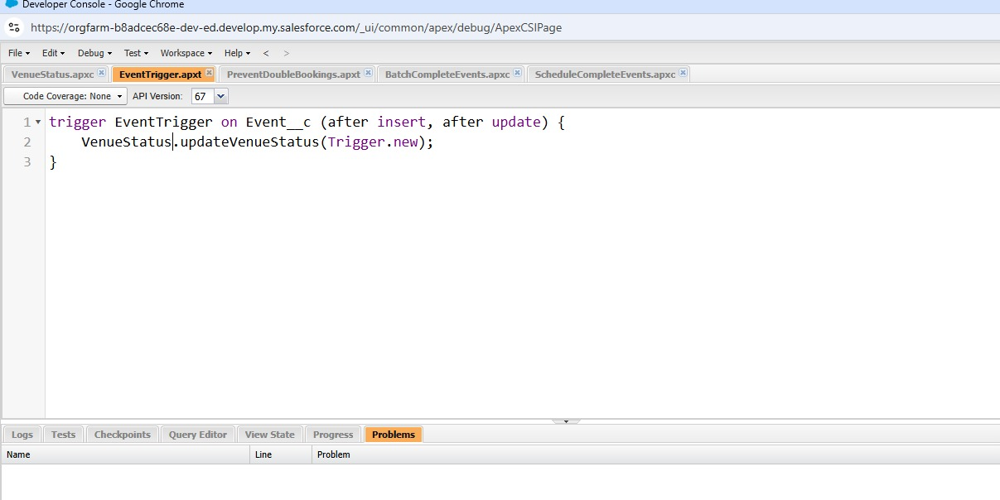 Developer Console - Google Chrome
https://orgfarm-b8adcec68e-dev-ed.develop.my.salesforce.com/_ui/common/apex/debug/ApexCSIPage
File Edit Debug Test Workspace Help < >
VenueStatus.apxc EventTrigger.apxt PreventDoubleBookings.apxt BatchCompleteEvents.apxc ScheduleCompleteEvents.apxc
Code Coverage: None API Version: 67
1 trigger EventTrigger on Event__c (after insert, after update) {
2 VenueStatus.updateVenueStatus(Trigger.new);
3 }
Logs Tests Checkpoints Query Editor View State Progress Problems
Name Line Problem